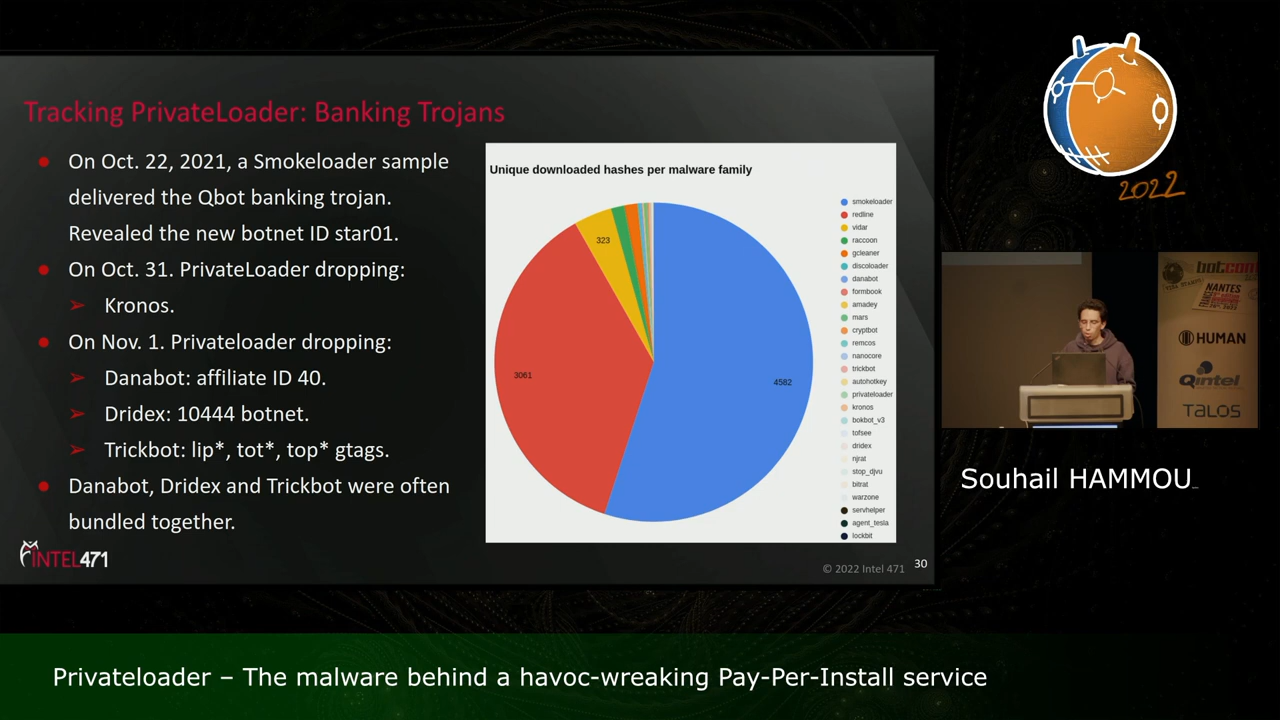 Tracking PrivateLoader: Banking Trojans
On Oct. 22, 2021, a Smokeloader sample
delivered the Qbot banking trojan.
Revealed the new botnet ID star01.
On Oct. 31. PrivateLoader dropping:
Kronos.
On Nov. 1. Privateloader dropping:
Danabot: affiliate ID 40.
Dridex: 10444 botnet.
Trickbot: lip*, tot*, top* gtags.
Danabot, Dridex and Trickbot were often
bundled together.
INTEL471
Unique downloaded hashes per malware family
323
3061
4582
smokeloader
redline
vidar
raccoon
gcleaner
discoloader
danabot
formbook
amadey
mars
cryptbot
remcos
nanocore
trickbot
autohotkey
privateloader
kronos
bokbot_v3
tofsee
dridex
njrat
stop_djvu
bitrat
warzone
servhelper
agent_tesla
lockbit
© 2022 Intel 471
30
2022
NANTES
HUMAN
Qintel
TALOS
Souhail HAMMOU_
Privateloader – The malware behind a havoc-wreaking Pay-Per-Install service